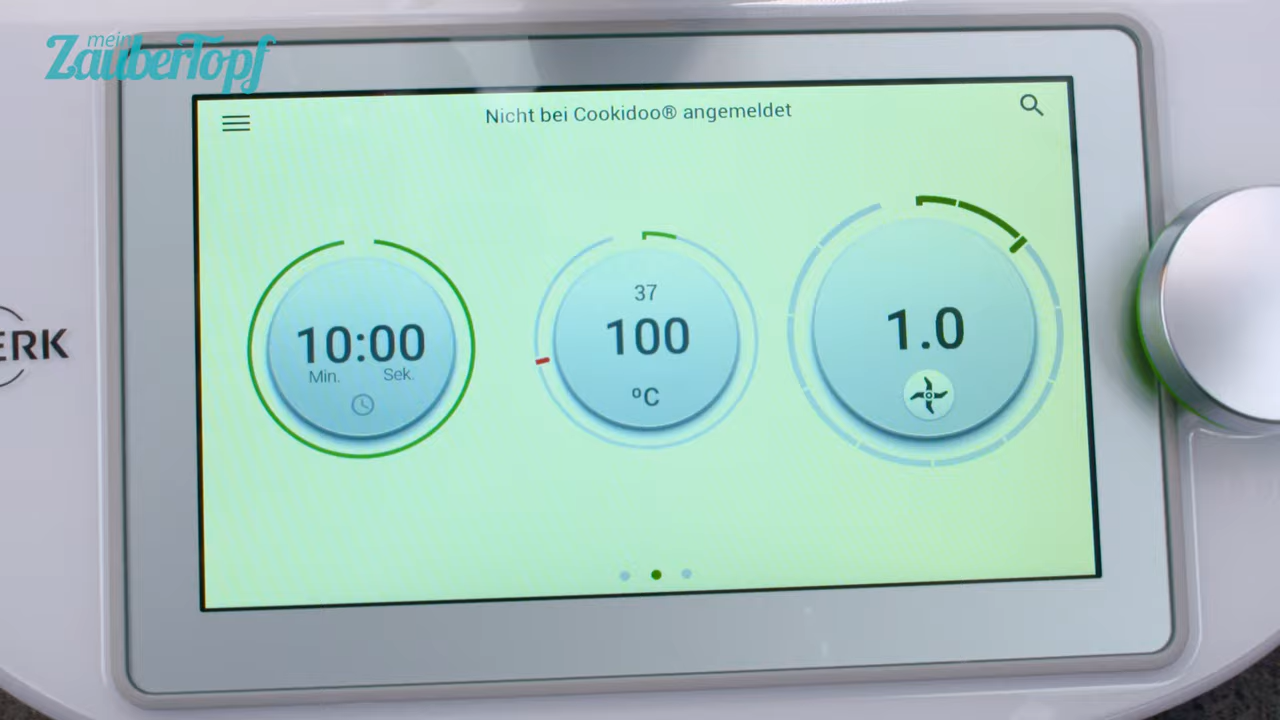 mein
ZauberTopf
Nicht bei Cookidoo® angemeldet
10:00
Min. Sek.
37
100
°C
1.0
ERK